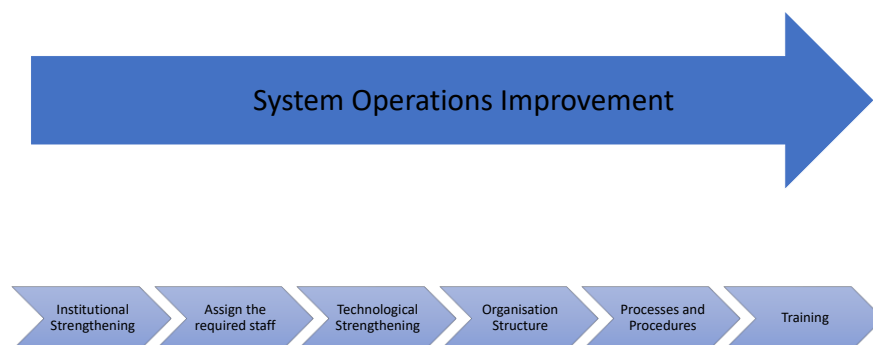 System Operations Improvement
Institutional
Strengthening
Assign the
required staff
Technological
Strengthening
Organisation
Structure
Processes and
Procedures
Training